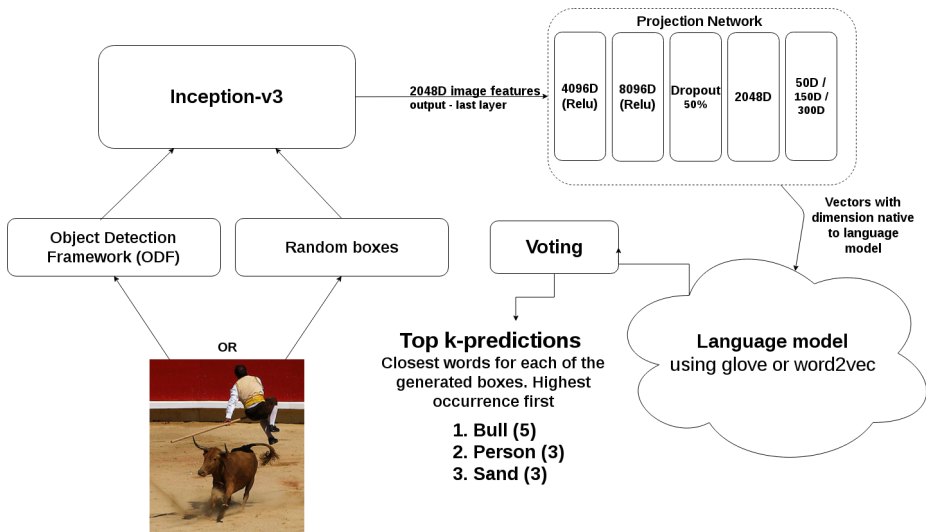 Projection Network
Inception-v3
2048D image features
output - last layer
4096D
(Relu)
8096D
(Relu)
Dropout
50%
2048D
50D /
150D /
300D
Object Detection
Framework (ODF)
Random boxes
Voting
Vectors with
dimension native
to language
model
OR
Top k-predictions
Closest words for each of the
generated boxes. Highest
occurrence first
1. Bull (5)
2. Person (3)
3. Sand (3)
Language model
using glove or word2vec